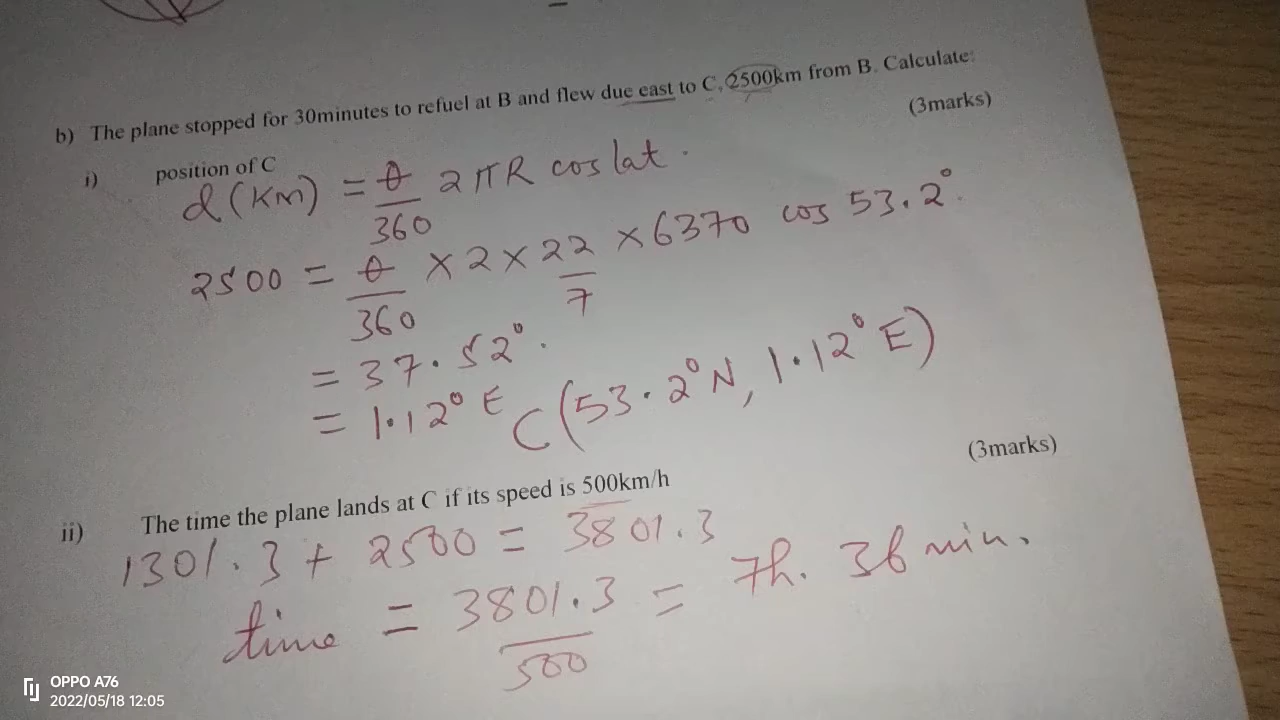 b) The plane stopped for 30minutes to refuel at B and flew due east to C, 2500km from B. Calculate:
i) position of C (3marks)
d(KM) = θ/360 2πR cos lat.
2500 = θ/360 × 2 × 22/7 × 6370 cos 53.2°.
= 37.52°.
= 1.12° E C(53.2°N, 1.12°E)
ii) The time the plane lands at C if its speed is 500km/h (3marks)
1301.3 + 2500 = 3801.3
time = 3801.3/500 = 7h. 36 min.
OPPO A76
2022/05/18 12:05